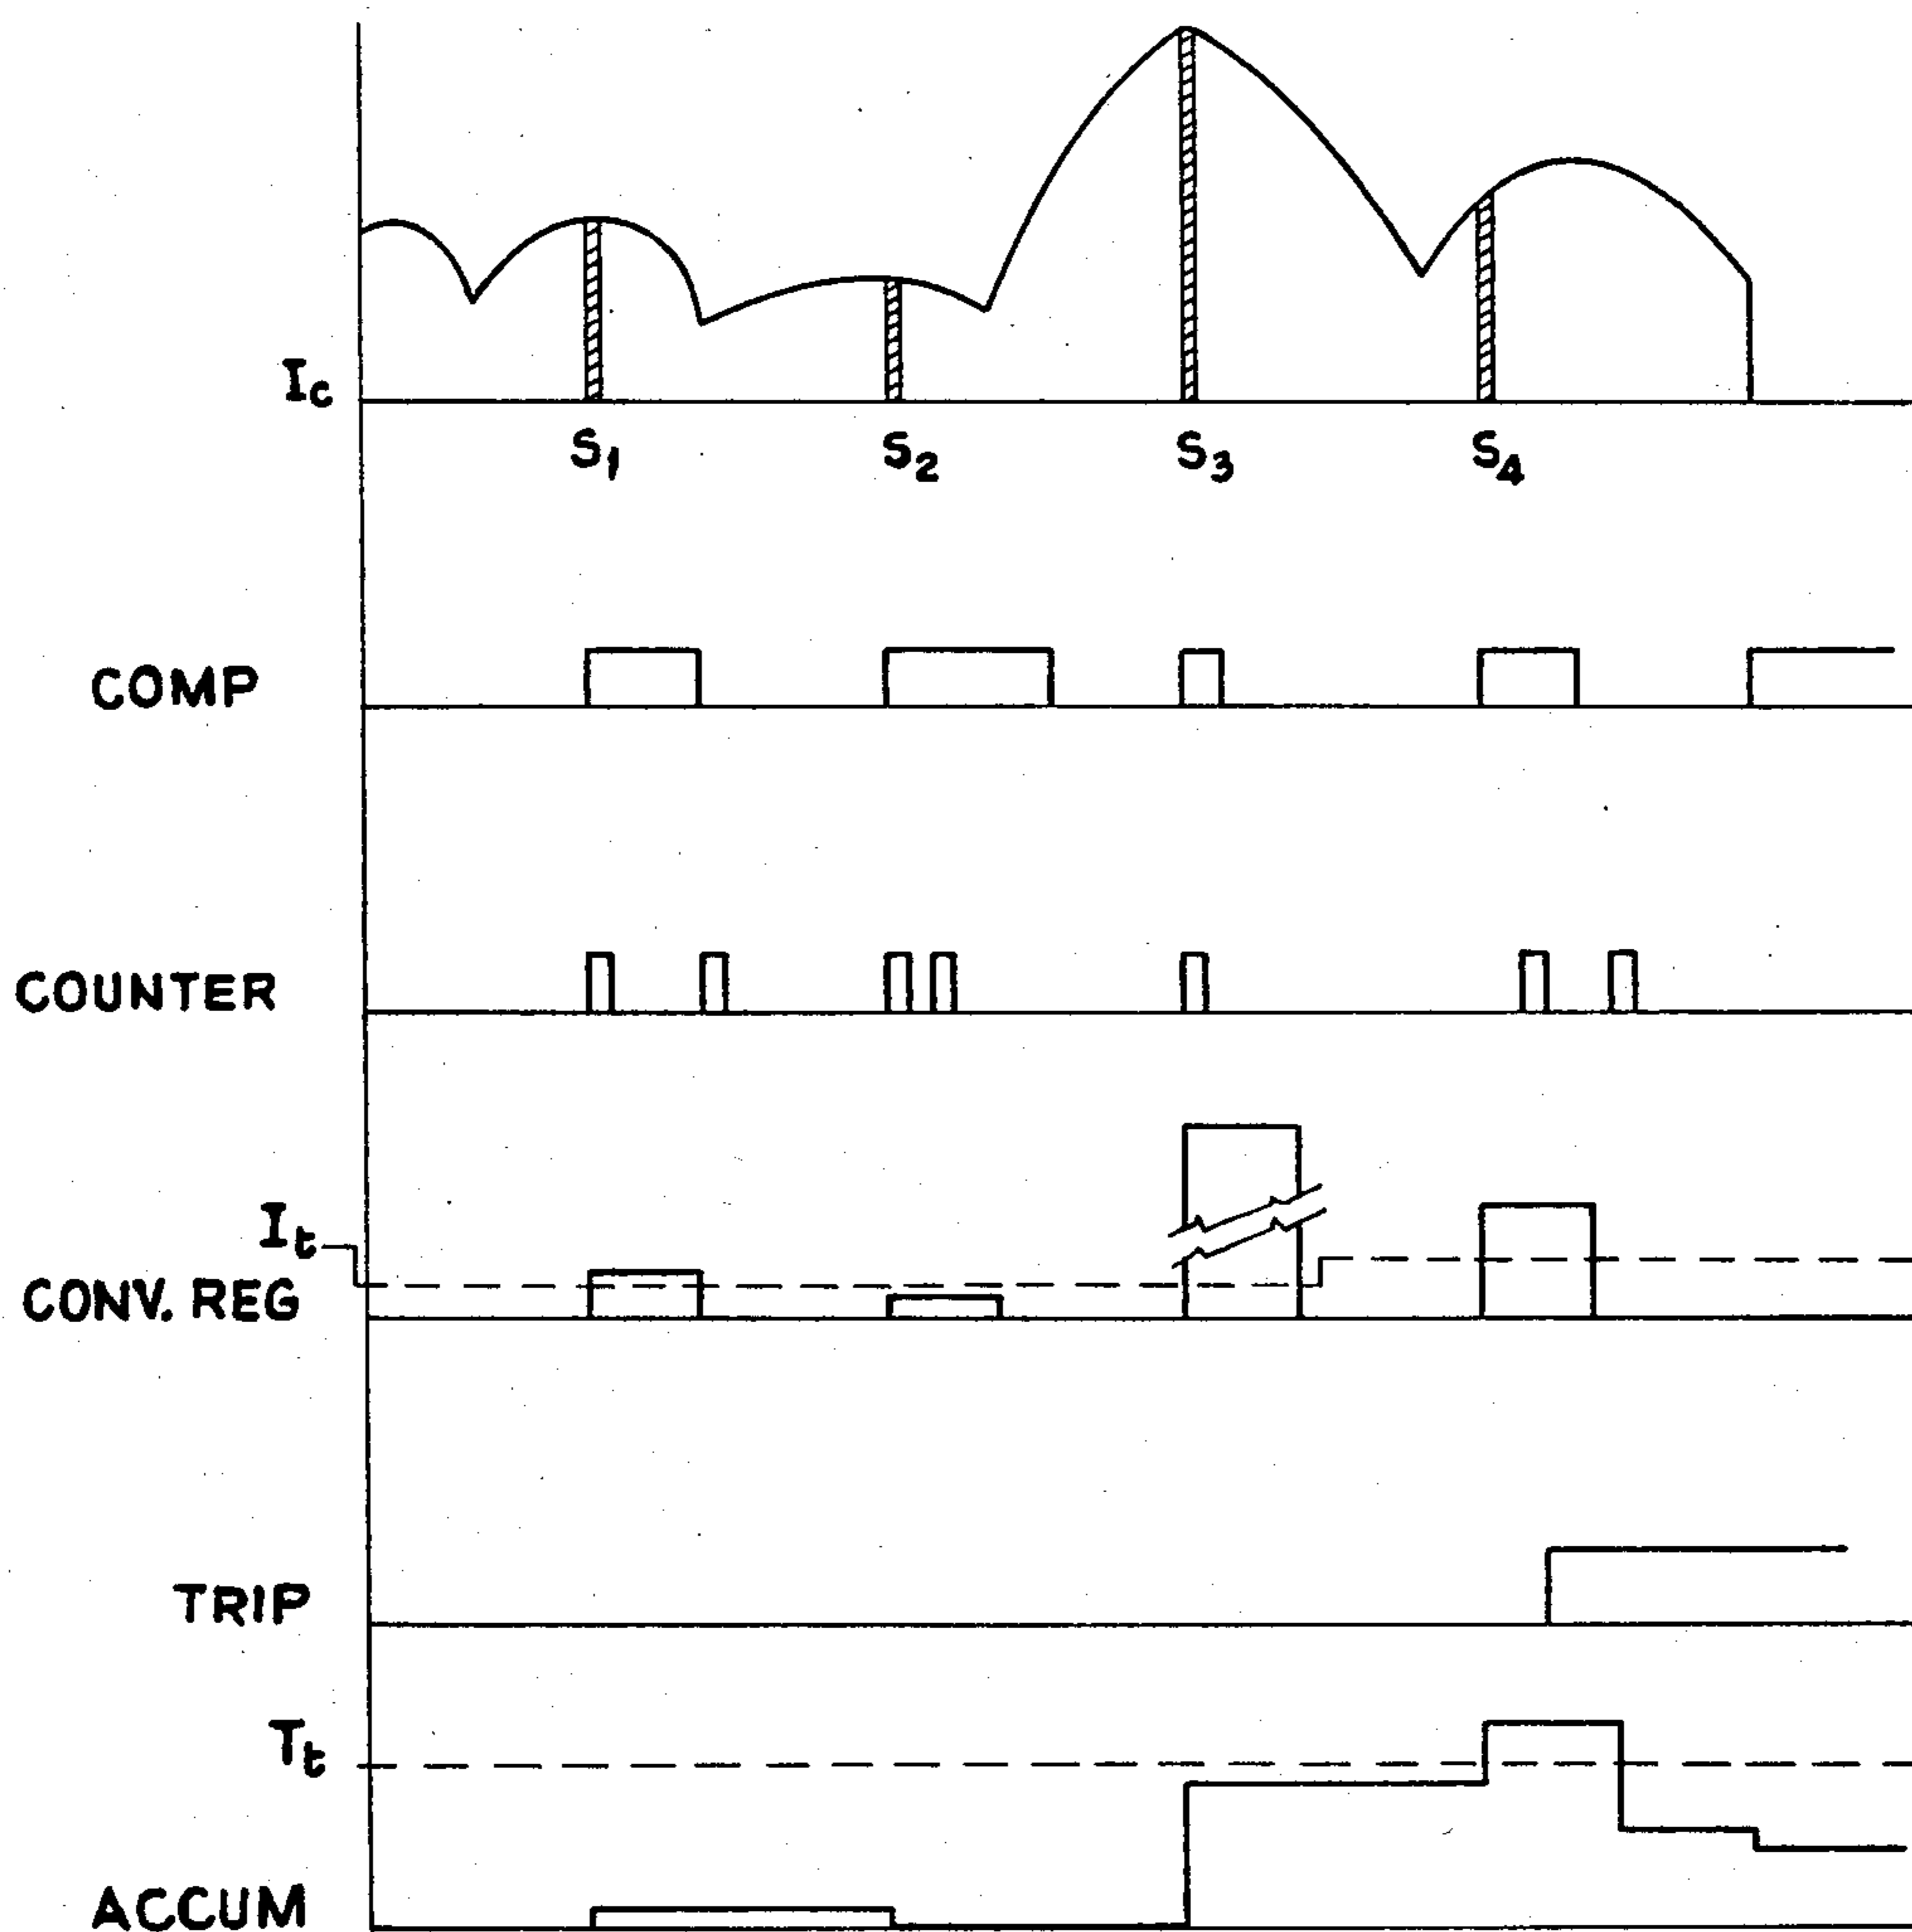 Ic
S1 S2 S3 S4
COMP
COUNTER
It
CONV. REG
TRIP
Tt
ACCUM